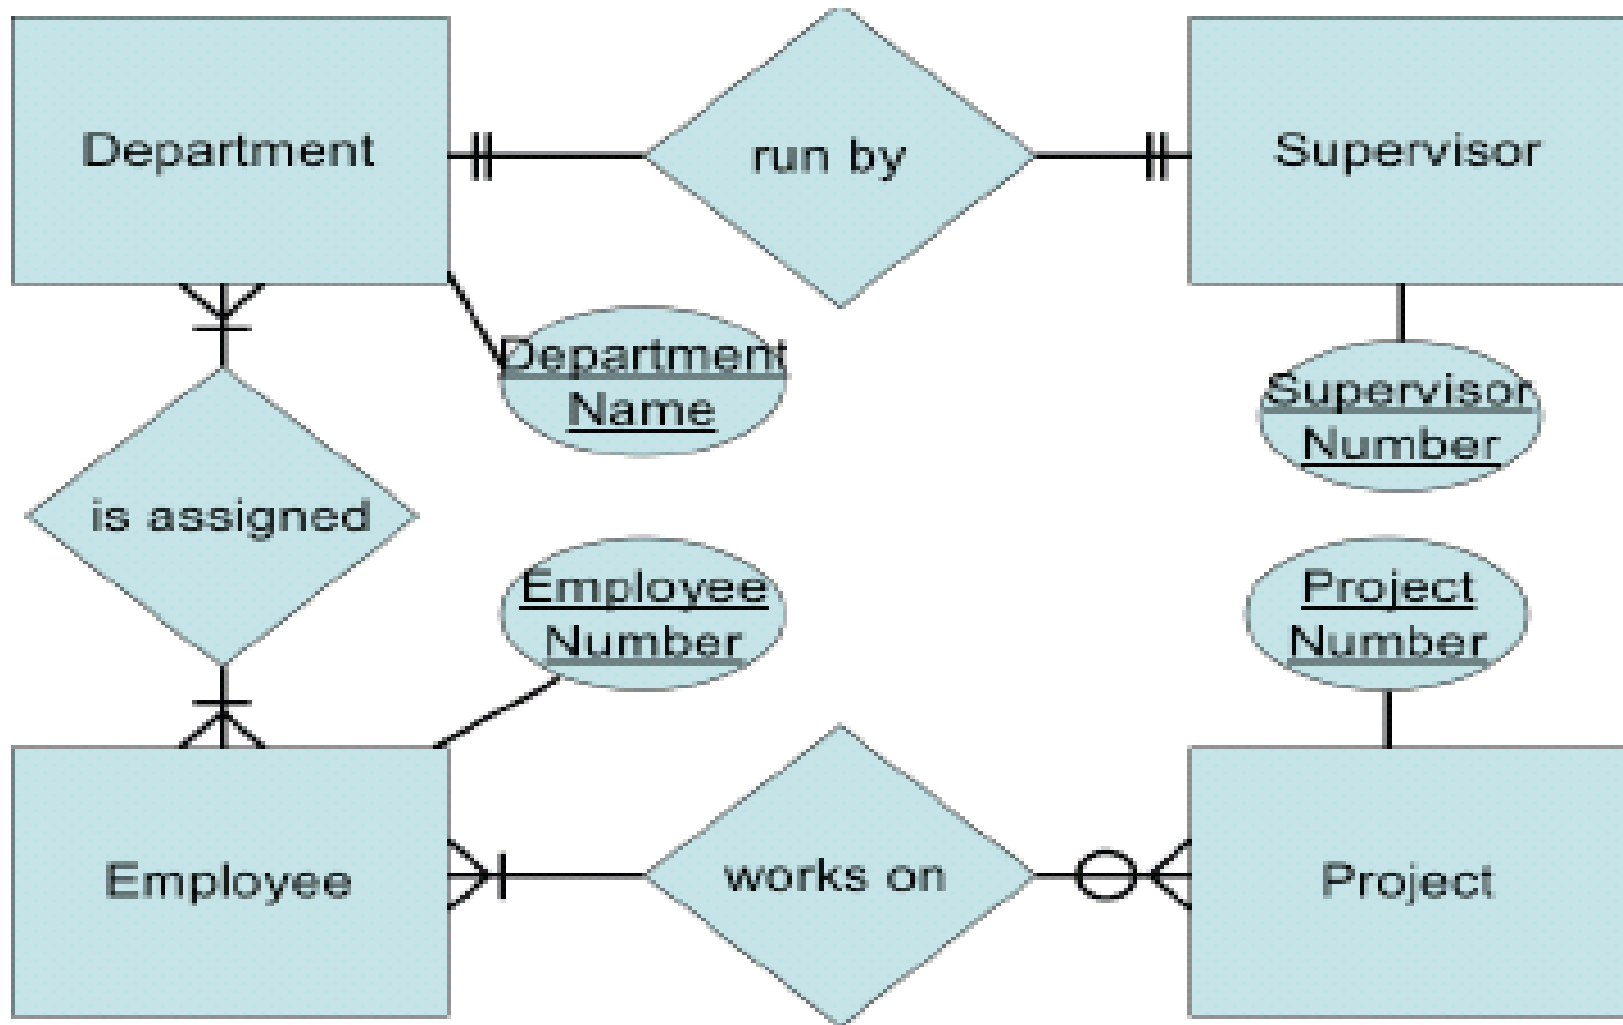 Department
run by
Supervisor
Department
Name
Supervisor
Number
is assigned
Employee
Number
Project
Number
Employee
works on
Project